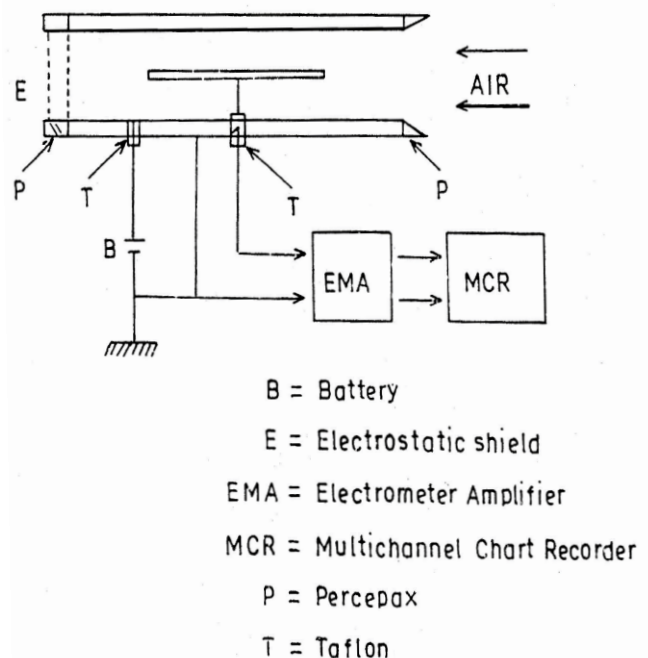 E
AIR
P
T
T
P
B
EMA
MCR
B = Battery
E = Electrostatic shield
EMA = Electrometer Amplifier
MCR = Multichannel Chart Recorder
P = Percepax
T = Taflon